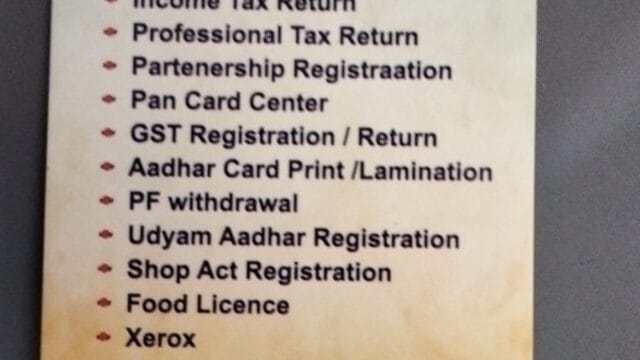 Income Tax Return
Professional Tax Return
Partenership Registraation
Pan Card Center
GST Registration / Return
Aadhar Card Print /Lamination
PF withdrawal
Udyam Aadhar Registration
Shop Act Registration
Food Licence
Xerox